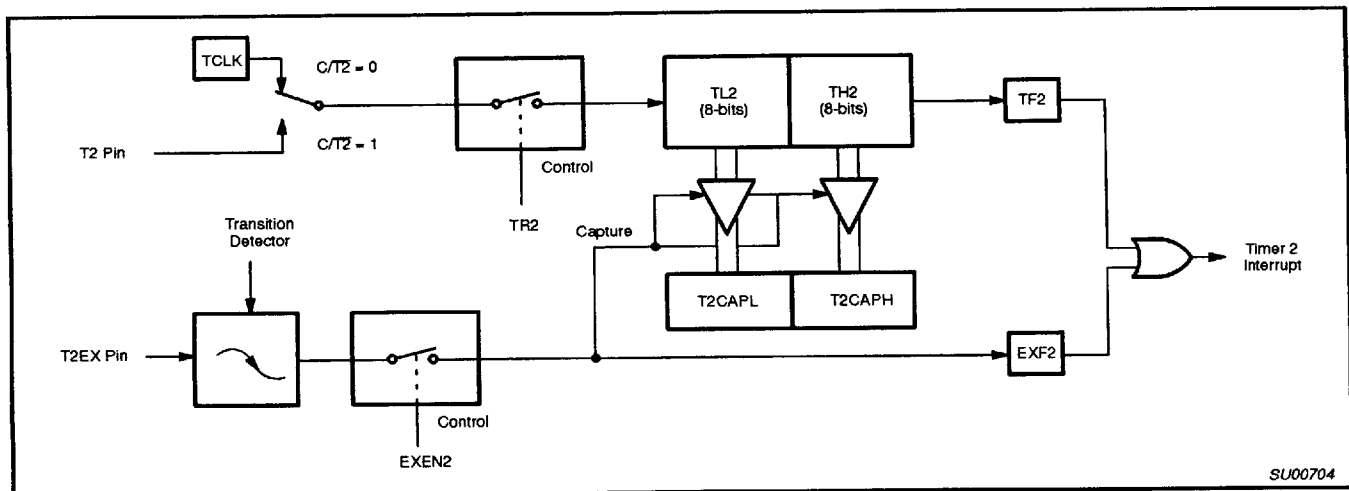 TCLK
C/T2 = 0
TL2
(8-bits)
TH2
(8-bits)
TF2
T2 Pin
C/T2 = 1
Control
TR2
Transition
Detector
Capture
Timer 2
Interrupt
T2CAPL
T2CAPH
T2EX Pin
EXF2
Control
EXEN2
SU00704